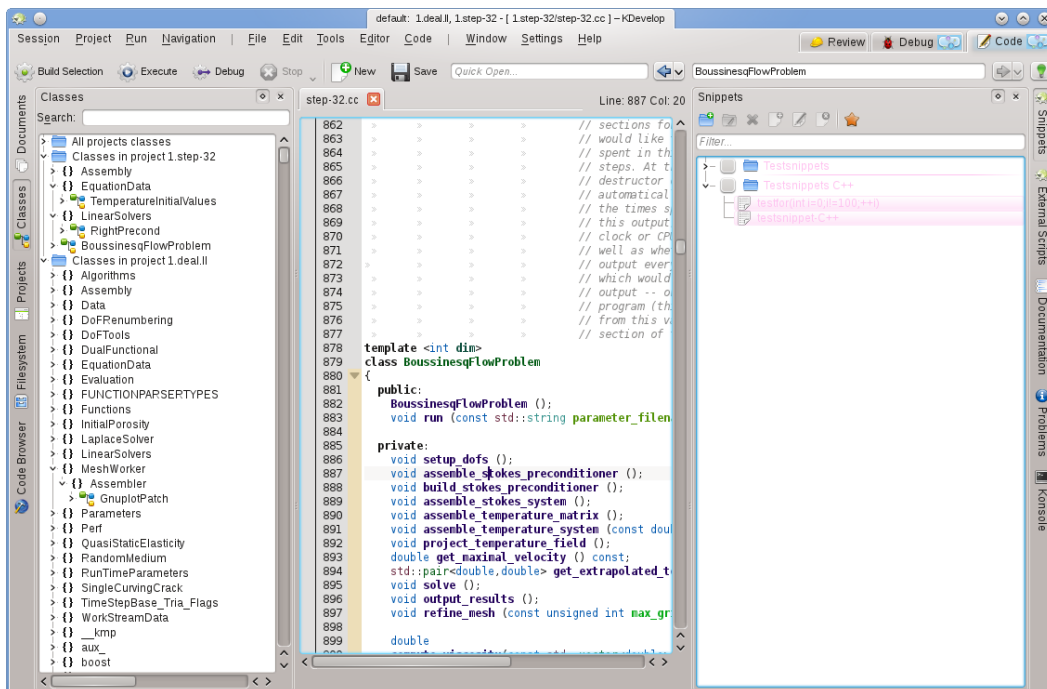 default: 1.deal.II, 1.step-32 - [ 1.step-32/step-32.cc ] – KDevelop
Session Project Run Navigation | File Edit Tools Editor Code | Window Settings Help
Review Debug Code
Build Selection Execute Debug Stop New Save Quick Open... BoussinesqFlowProblem
Documents
Classes
Projects
Filesystem
Code Browser
Classes
Search:
All projects classes
Classes in project 1.step-32
{} Assembly
{} EquationData
TemperatureInitialValues
{} LinearSolvers
RightPrecond
BoussinesqFlowProblem
Classes in project 1.deal.II
{} Algorithms
{} Assembly
{} Data
{} DoFRenumbering
{} DoFTools
{} DualFunctional
{} EquationData
{} Evaluation
{} FUNCTIONPARSERTYPES
{} Functions
{} InitialPorosity
{} LaplaceSolver
{} LinearSolvers
{} MeshWorker
{} Assembler
GnuplotPatch
{} Parameters
{} Perf
{} QuasiStaticElasticity
{} RandomMedium
{} RunTimeParameters
{} SingleCurvingCrack
{} TimeStepBase_Tria_Flags
{} WorkStreamData
{} __kmp
{} aux_
{} boost
step-32.cc Line: 887 Col: 20
862 // sections fo
863 // would like
864 // spent in th
865 // steps. At t
866 // destructor
867 // automatical
868 // the times s
869 // this output
870 // clock or CP
871 // well as whe
872 // output ever
873 // which would
874 // output -- o
875 // program (th
876 // from this v
877 // section of
878 template <int dim>
879 class BoussinesqFlowProblem
880 {
881 public:
882 BoussinesqFlowProblem ();
883 void run (const std::string parameter_filen
884
885 private:
886 void setup_dofs ();
887 void assemble_stokes_preconditioner ();
888 void build_stokes_preconditioner ();
889 void assemble_stokes_system ();
890 void assemble_temperature_matrix ();
891 void assemble_temperature_system (const dou
892 void project_temperature_field ();
893 double get_maximal_velocity () const;
894 std::pair<double,double> get_extrapolated_t
895 void solve ();
896 void output_results ();
897 void refine_mesh (const unsigned int max_gr
898
899 double
Snippets
Filter...
Testsnippets
Testsnippets C++
testfor(int i=0;il=100;++i)
testsnippet-C++
Snippets
External Scripts
Documentation
Problems
Konsole